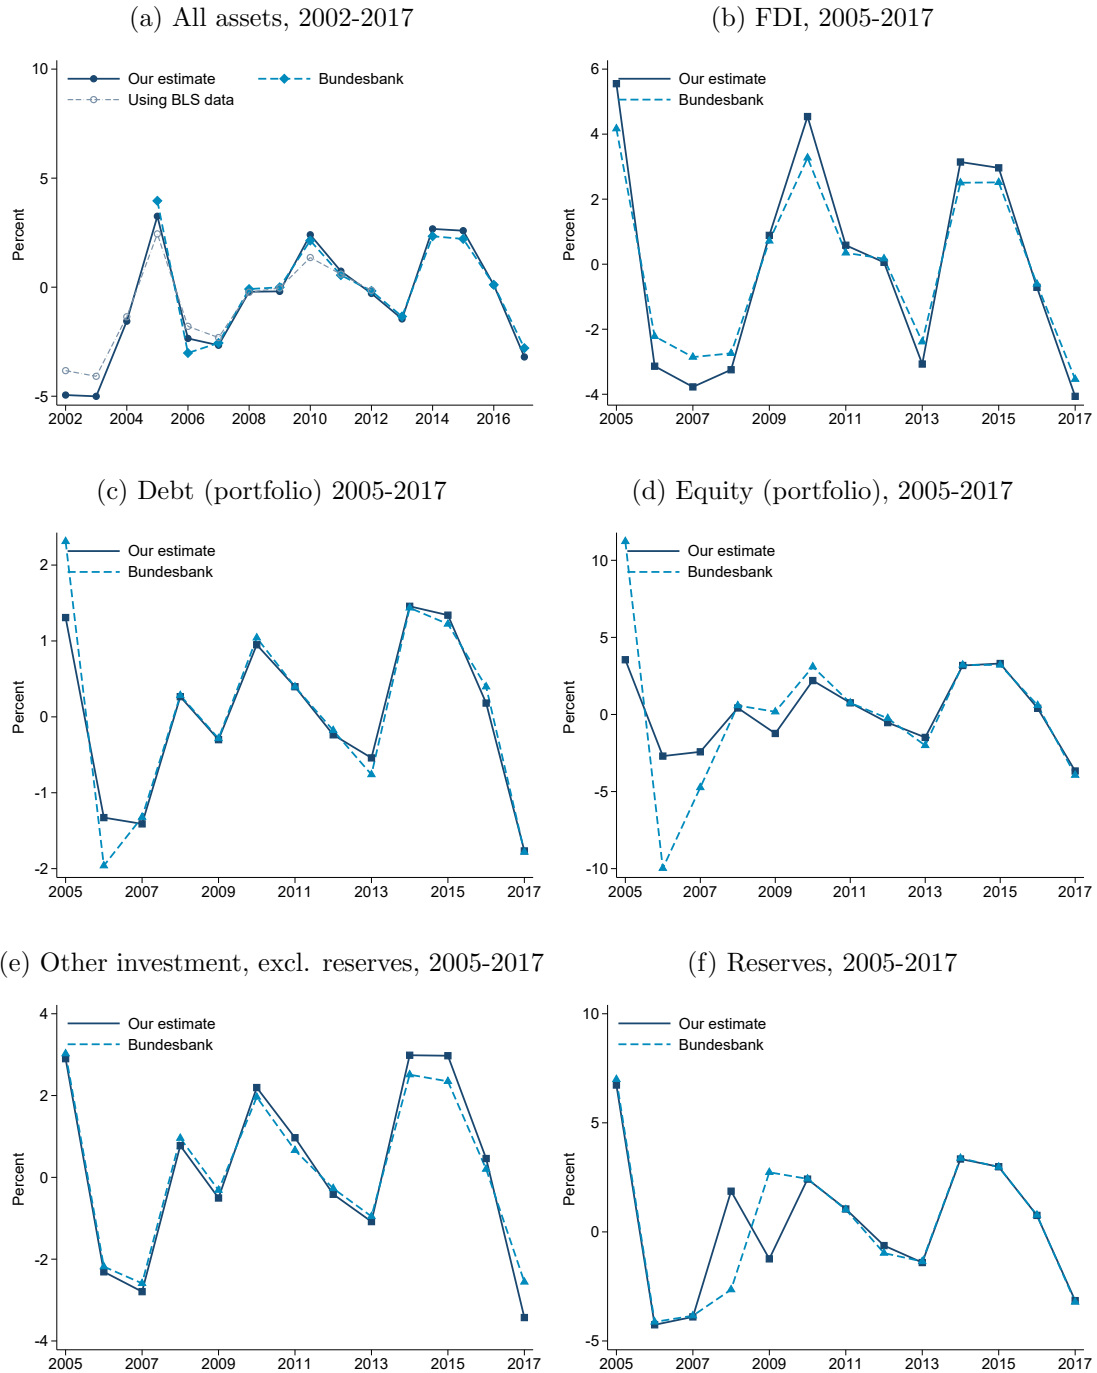 (a) All assets, 2002-2017
10
5
0
-5
Percent
Our estimate
Bundesbank
Using BLS data
2002 2004 2006 2008 2010 2012 2014 2016
(b) FDI, 2005-2017
6
4
2
0
-2
-4
Percent
Our estimate
Bundesbank
2005 2007 2009 2011 2013 2015 2017
(c) Debt (portfolio) 2005-2017
2
1
0
-1
-2
Percent
Our estimate
Bundesbank
2005 2007 2009 2011 2013 2015 2017
(d) Equity (portfolio), 2005-2017
10
5
0
-5
-10
Percent
Our estimate
Bundesbank
2005 2007 2009 2011 2013 2015 2017
(e) Other investment, excl. reserves, 2005-2017
4
2
0
-2
-4
Percent
Our estimate
Bundesbank
2005 2007 2009 2011 2013 2015 2017
(f) Reserves, 2005-2017
10
5
0
-5
Percent
Our estimate
Bundesbank
2005 2007 2009 2011 2013 2015 2017